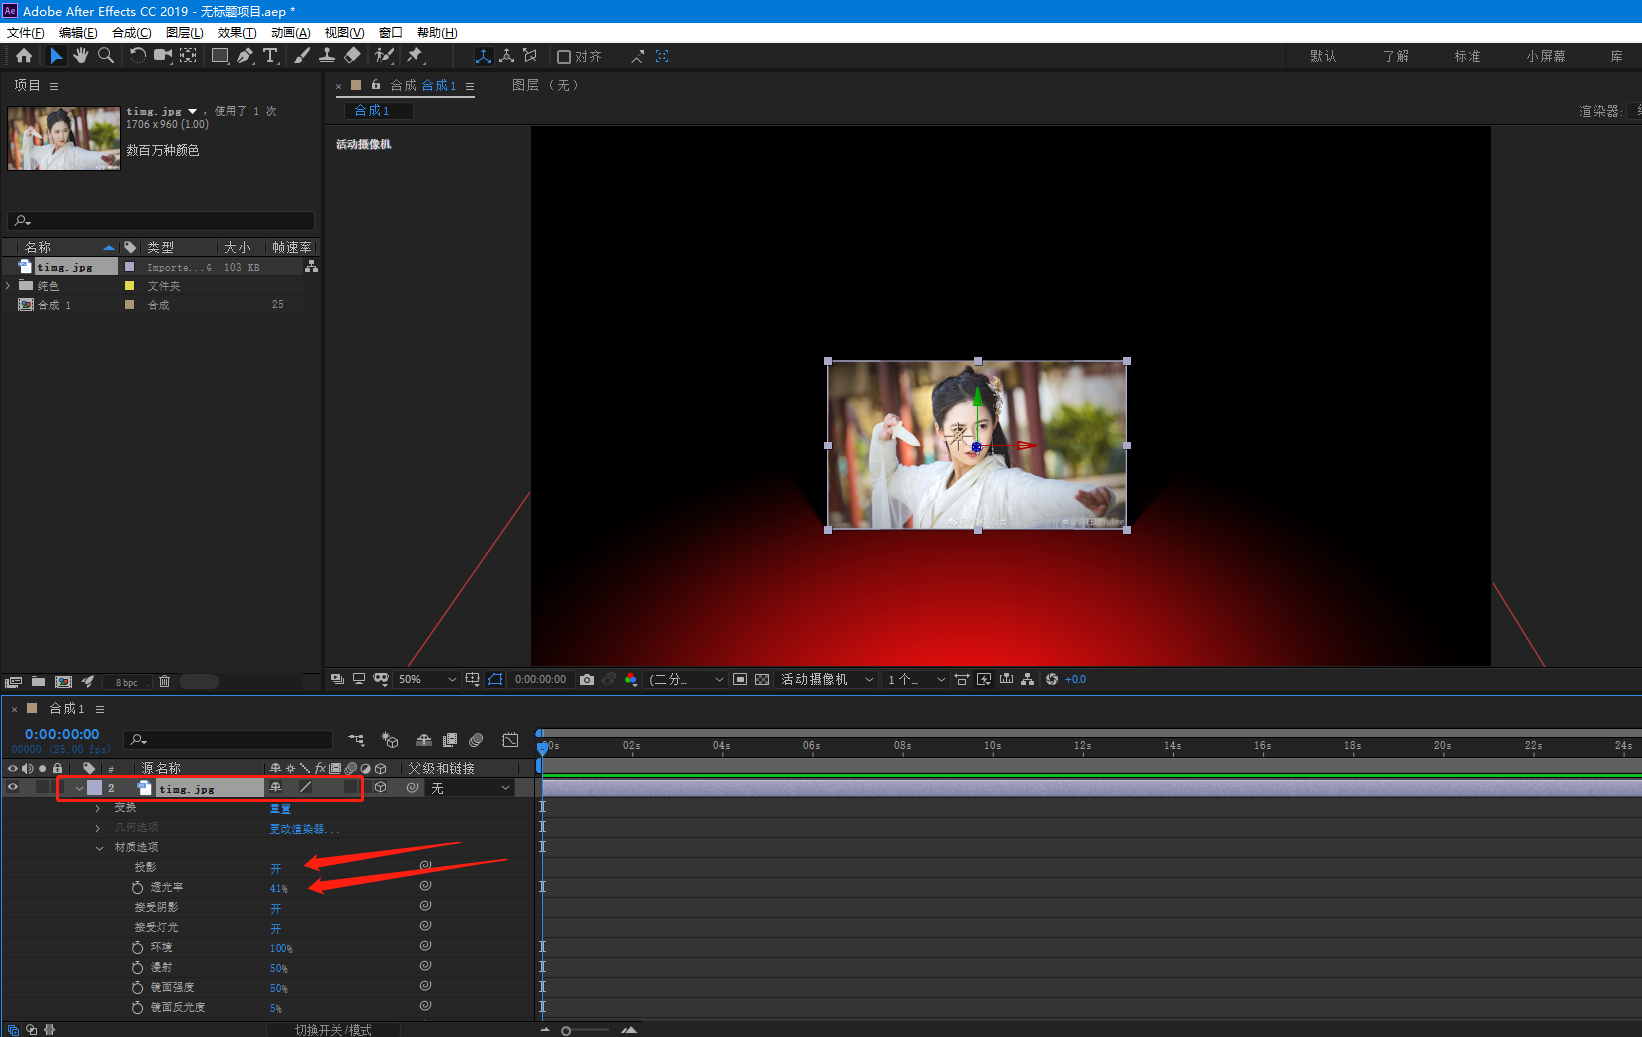 Ae Adobe After Effects CC 2019 - 无标题项目.aep *
文件(F) 编辑(E) 合成(C) 图层(L) 效果(T) 动画(A) 视图(V) 窗口 帮助(H)
对齐 默认 了解 标准 小屏幕 库
项目
timg.jpg , 使用了 1 次
1706 x 960 (1.00)
数百万种颜色
名称 类型 大小 帧速率
timg.jpg Importe...G 103 KB
纯色 文件夹
合成 1 合成 25
8 bpc
合成 合成1 图层 (无)
合成1
渲染器:
活动摄像机
50% 0:00:00:00 (二分... 活动摄像机 1个... +0.0
合成1
0:00:00:00
00000 (25.00 fps)
00s 02s 04s 06s 08s 10s 12s 14s 16s 18s 20s 22s 24s
# 源名称 fx 父级和链接
2 timg.jpg 无
变换 重置
几何选项 更改渲染器...
材质选项
投影 开
透光率 41%
接受阴影 开
接受灯光 开
环境 100%
漫射 50%
镜面强度 50%
镜面反光度 5%
切换开关/模式